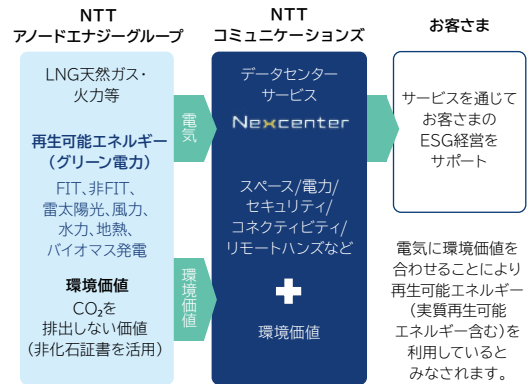 NTT
アノードエナジーグループ
LNG天然ガス・
火力等
再生可能エネルギー
（グリーン電力）
FIT、非FIT、
雷太陽光、風力、
水力、地熱、
バイオマス発電
環境価値
CO₂を
排出しない価値
（非化石証書を活用）
電気
環境価値
NTT
コミュニケーションズ
データセンター
サービス
Nexcenter
スペース/電力/
セキュリティ/
コネクティビティ/
リモートハンズなど
+
環境価値
お客さま
サービスを通じて
お客さまの
ESG経営を
サポート
電気に環境価値を
合わせることにより
再生可能エネルギー
（実質再生可能
エネルギー含む）を
利用していると
みなされます。